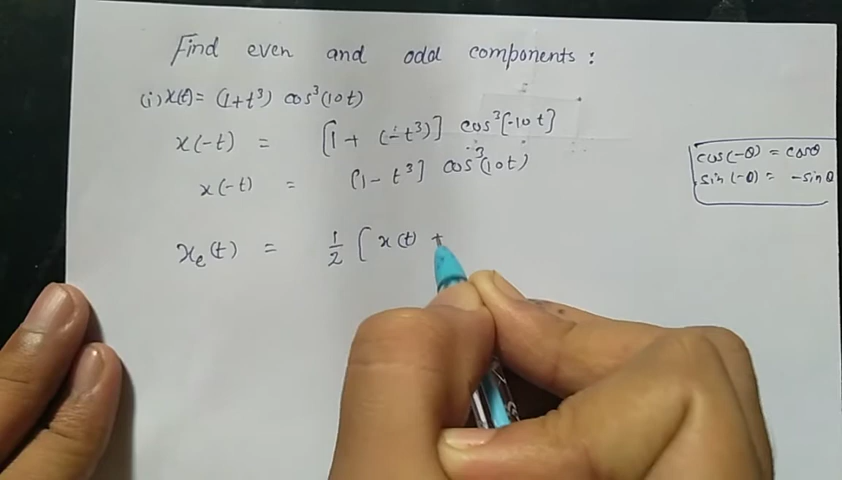 Find even and odd components :
(i) x(t) = (1+t³) cos³(10t)
x(-t) = [1 + (-t³)] cos³[-10t]
x(-t) = (1 - t³] cos³(10t)
cos(-θ) = cosθ
sin(-θ) = -sinθ
xₑ(t) = 1/2 [ x(t) +